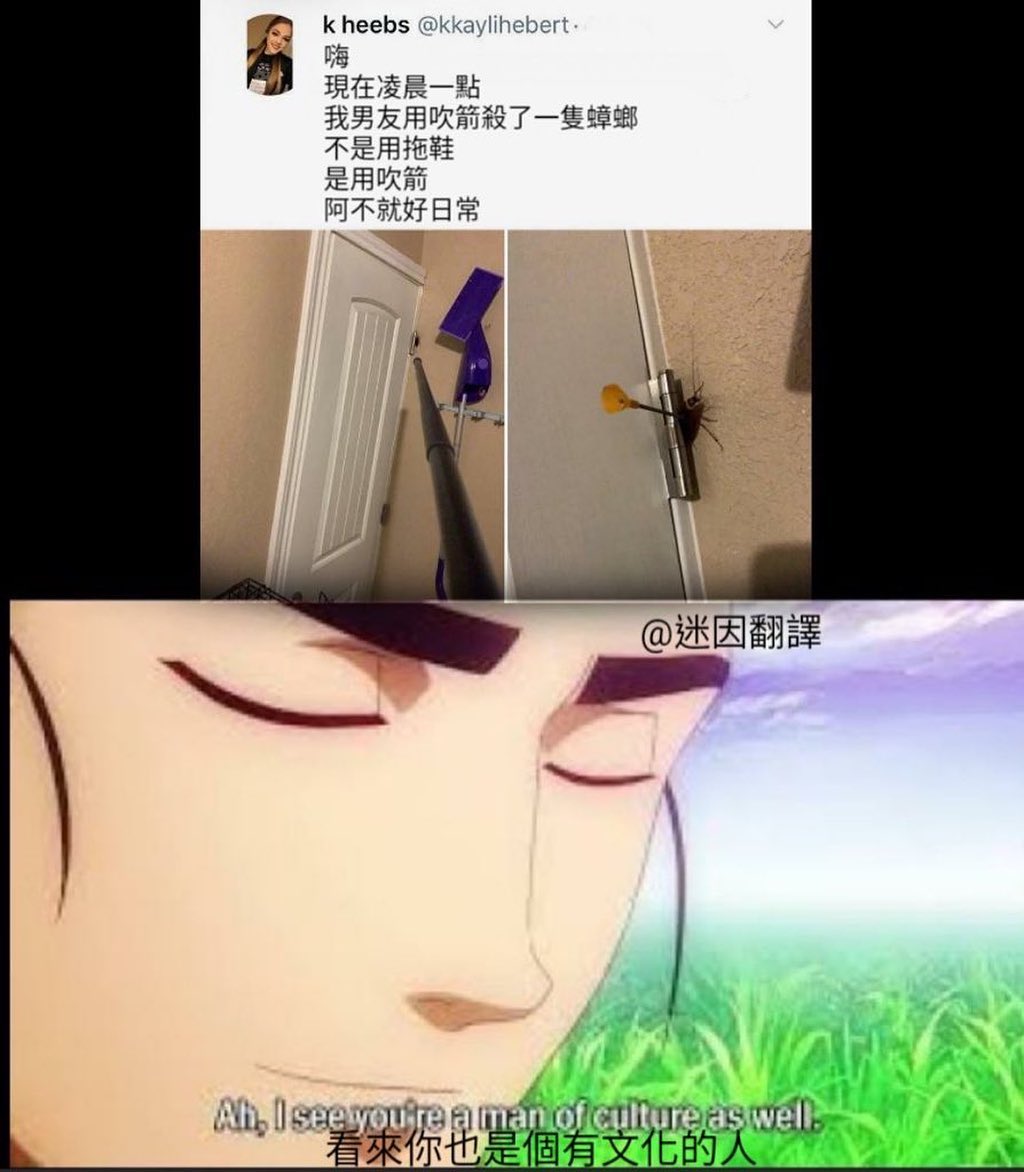 k heebs @kkaylihebert ·
嗨
現在凌晨一點
我男友用吹箭殺了一隻蟑螂
不是用拖鞋
是用吹箭
阿不就好日常
@迷因翻譯
Ah, I see you're a man of culture as well.
看來你也是個有文化的人